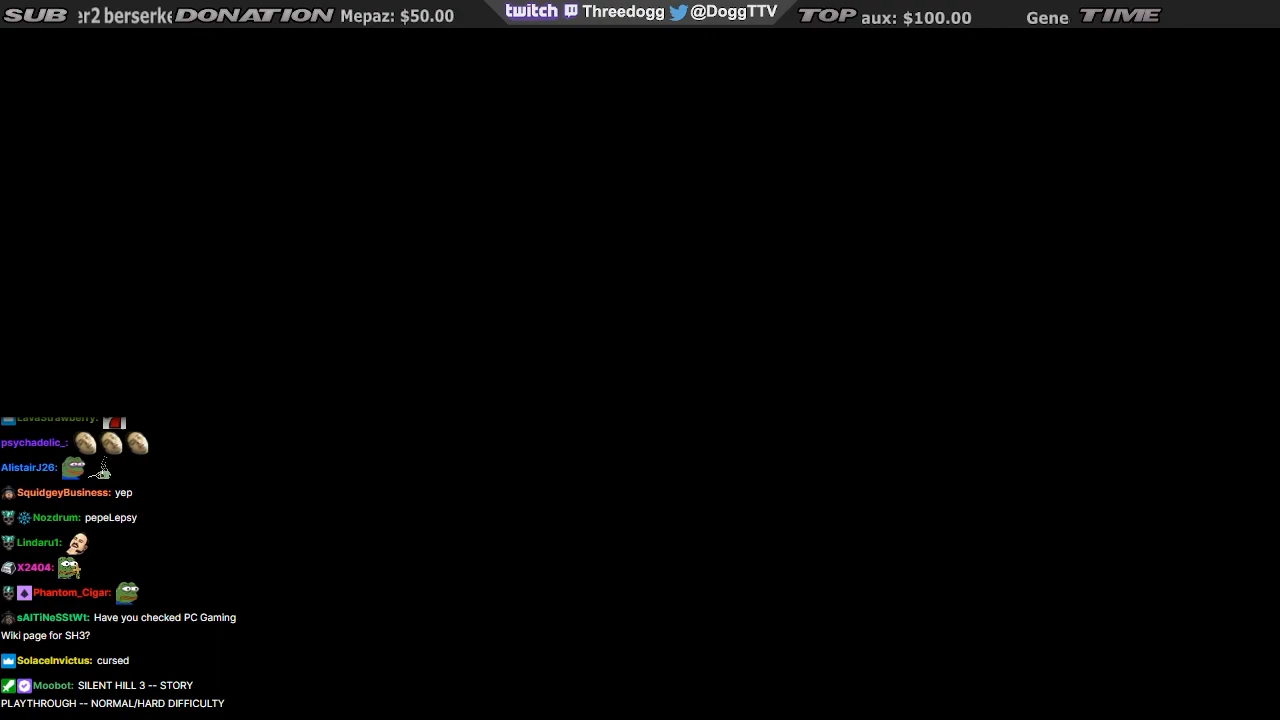 SUB er2 berserke DONATION Mepaz: $50.00 twitch Threedogg @DoggTTV TOP aux: $100.00 Gene TIME
LavaStrawberry:
psychadelic_:
AlistairJ26:
SquidgeyBusiness: yep
Nozdrum: pepeLepsy
Lindaru1:
X2404:
Phantom_Cigar:
sAlTiNeSStWt: Have you checked PC Gaming
Wiki page for SH3?
SolaceInvictus: cursed
Moobot: SILENT HILL 3 -- STORY
PLAYTHROUGH -- NORMAL/HARD DIFFICULTY